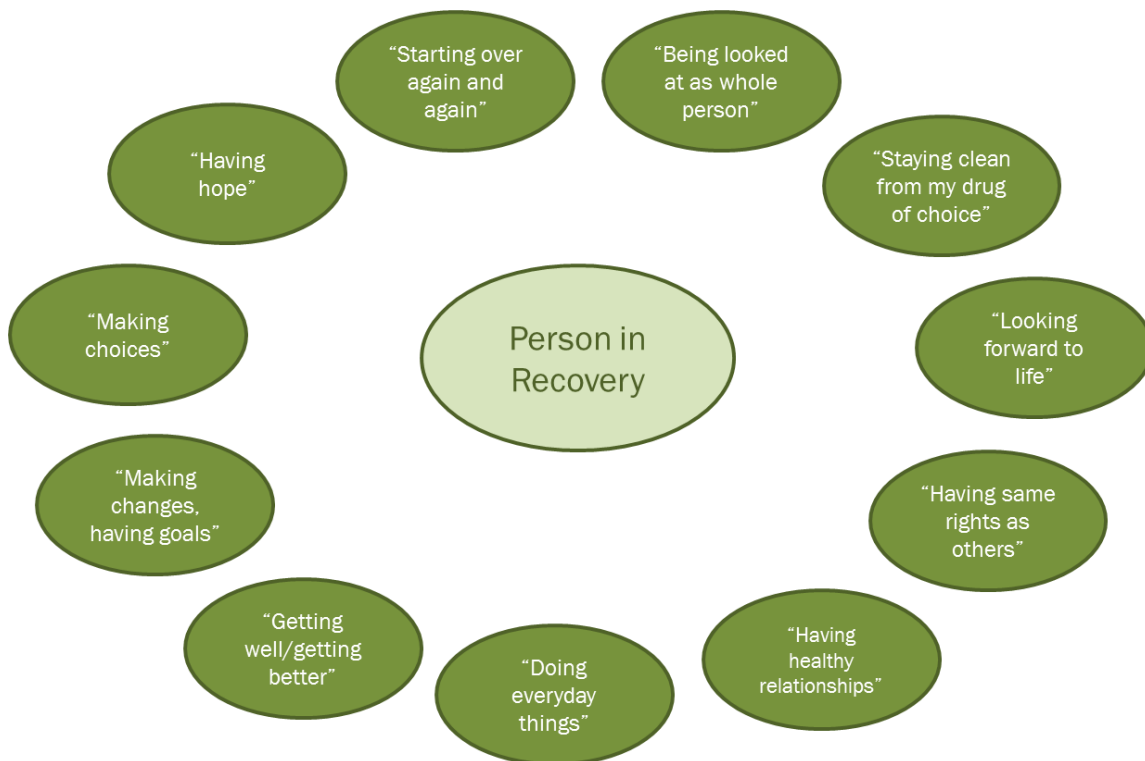 “Starting over
again and
again”
“Being looked
at as whole
person”
“Having
hope”
“Staying clean
from my drug
of choice”
“Making
choices”
Person in
Recovery
“Looking
forward to
life”
“Making
changes,
having goals”
“Having same
rights as
others”
“Getting
well/getting
better”
“Doing
everyday
things”
“Having
healthy
relationships”